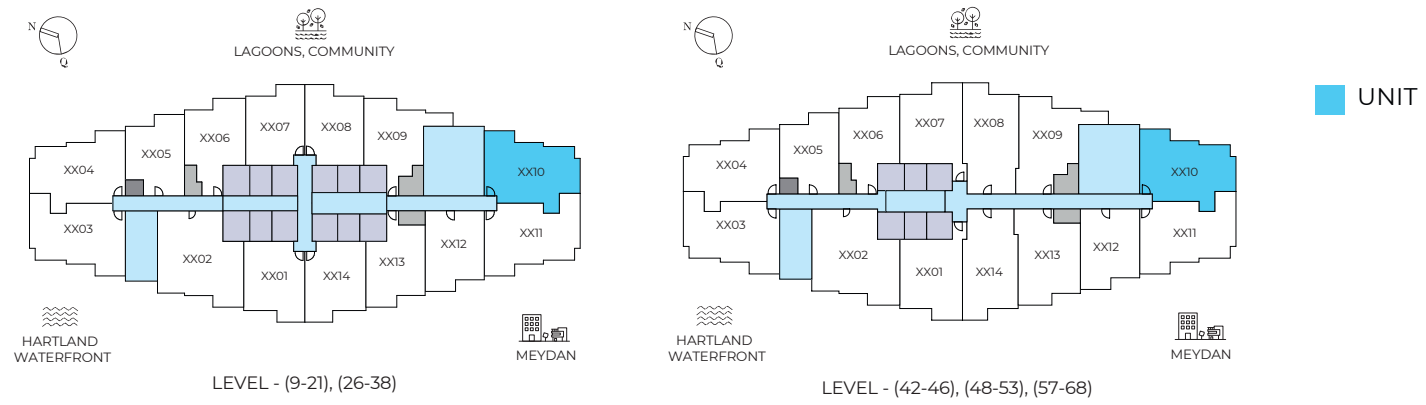 N
Q
LAGOONS, COMMUNITY
XX07
XX08
XX06
XX09
XX05
XX04
XX10
XX03
XX02
XX01
XX14
XX13
XX12
XX11
HARTLAND
WATERFRONT
MEYDAN
LEVEL - (9-21), (26-38)
N
Q
LAGOONS, COMMUNITY
XX07
XX08
XX06
XX09
XX05
XX04
XX10
XX03
XX02
XX01
XX14
XX13
XX12
XX11
HARTLAND
WATERFRONT
MEYDAN
LEVEL - (42-46), (48-53), (57-68)
UNIT